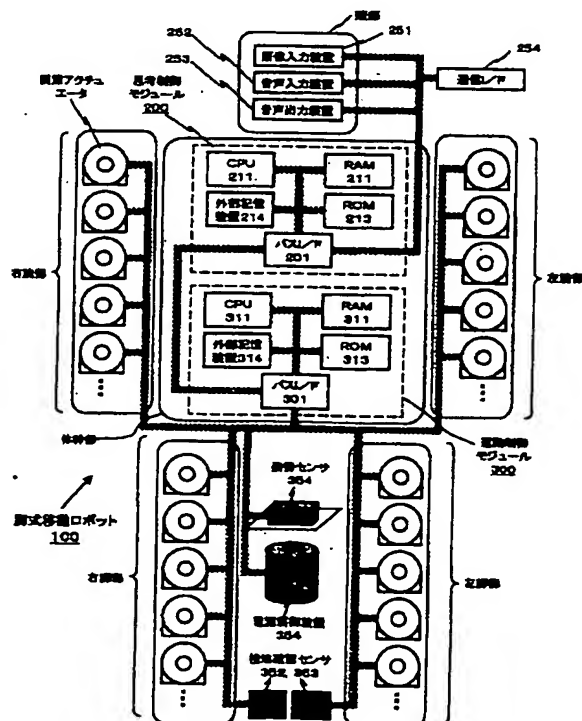 頭部
251
252
画像入力装置
254
253
音声入力装置
通信I/F
音声出力装置
関節アクチュ
エータ
思考制御
モジュール
200
CPU
211
RAM
211
外部記憶
装置214
ROM
213
バスI/F
201
右腕部
左腕部
CPU
311
RAM
311
外部記憶
装置314
ROM
313
バスI/F
301
体幹部
運動制御
モジュール
300
姿勢センサ
354
脚式移動ロボット
100
右脚部
左脚部
電源制御装置
354
接地確認センサ
352, 353